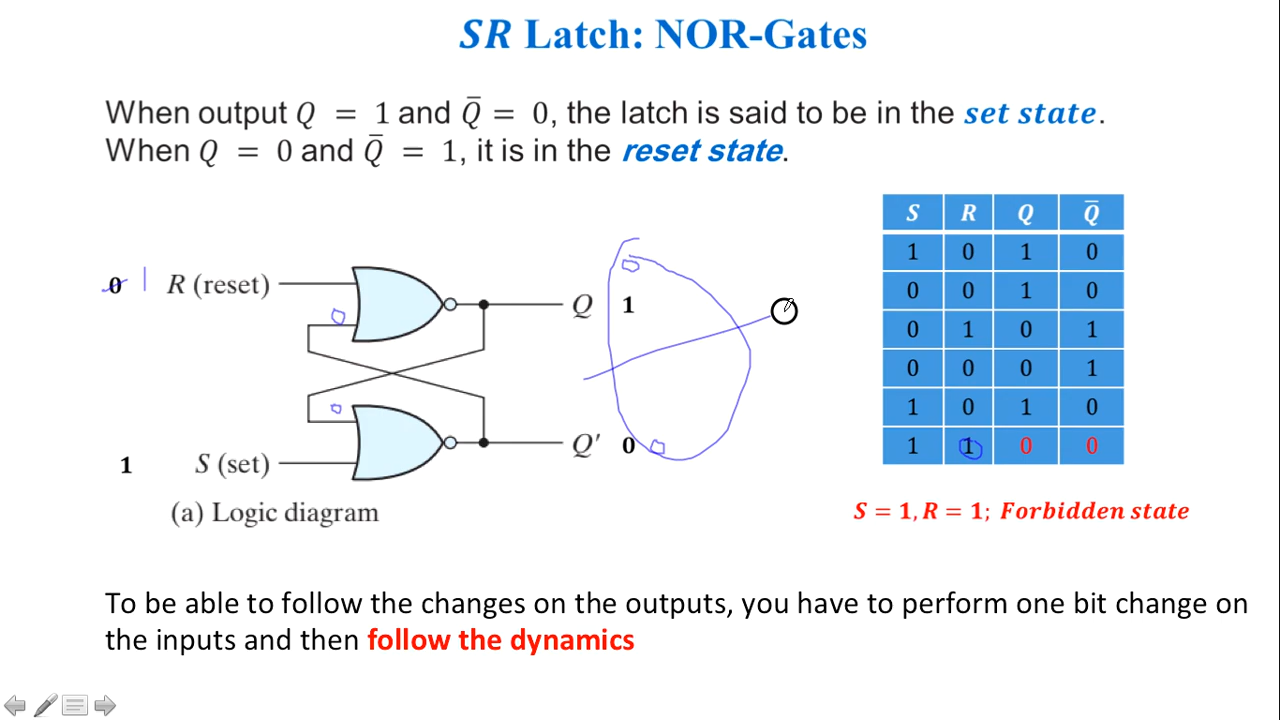 SR Latch: NOR-Gates
When output Q = 1 and Q̅ = 0, the latch is said to be in the set state.
When Q = 0 and Q̅ = 1, it is in the reset state.
0 | R (reset)
0
Q 1
0
0
1 S (set)
Q′ 0 0
(a) Logic diagram
S R Q Q̅
1 0 1 0
0 0 1 0
0 1 0 1
0 0 0 1
1 0 1 0
1 1 0 0
S = 1, R = 1; Forbidden state
To be able to follow the changes on the outputs, you have to perform one bit change on
the inputs and then follow the dynamics